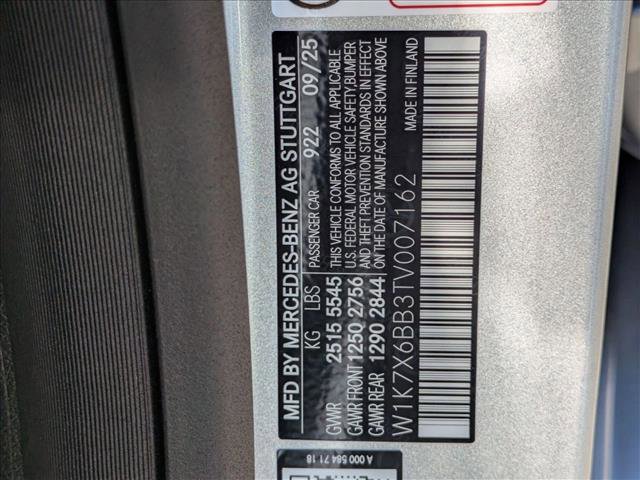 MFD BY MERCEDES-BENZ AG STUTTGART
KG LBS PASSENGER CAR 922 09/25
GWWR 2515 5545 THIS VEHICLE CONFORMS TO ALL APPLICABLE
GAWR FRONT 1250 2756 U.S. FEDERAL MOTOR VEHICLE SAFETY, BUMPER
AND THEFT PREVENTION STANDARDS IN EFFECT
GAWR REAR 1290 2844 ON THE DATE OF MANUFACTURE SHOWN ABOVE
W1K7X6BB3TV007162 MADE IN FINLAND
A 000 584 71 18